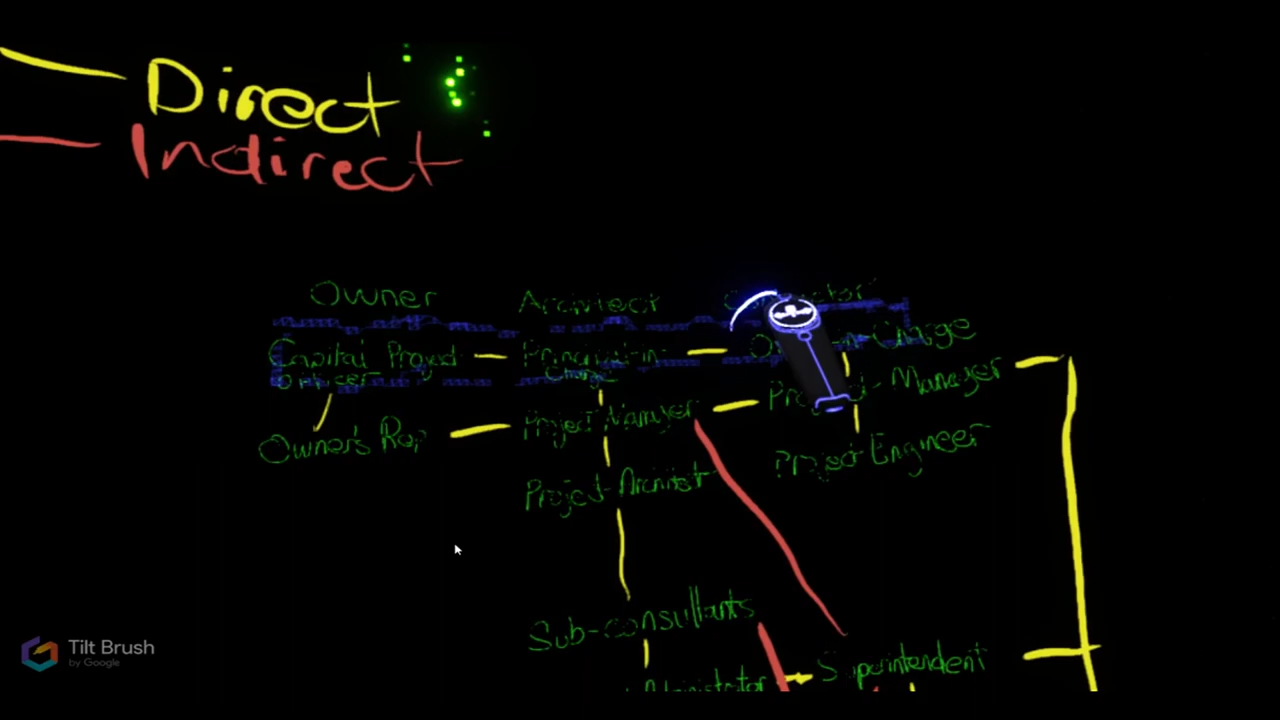 Direct
Indirect
Owner Architect
Capital Project Principal-in- Charge
Officer Charge
Project-Manager
Owner's Rep Project Manager
Project Engineer
Project-Architect
Sub-consultants
Administrator Superintendent
Tilt Brush
by Google